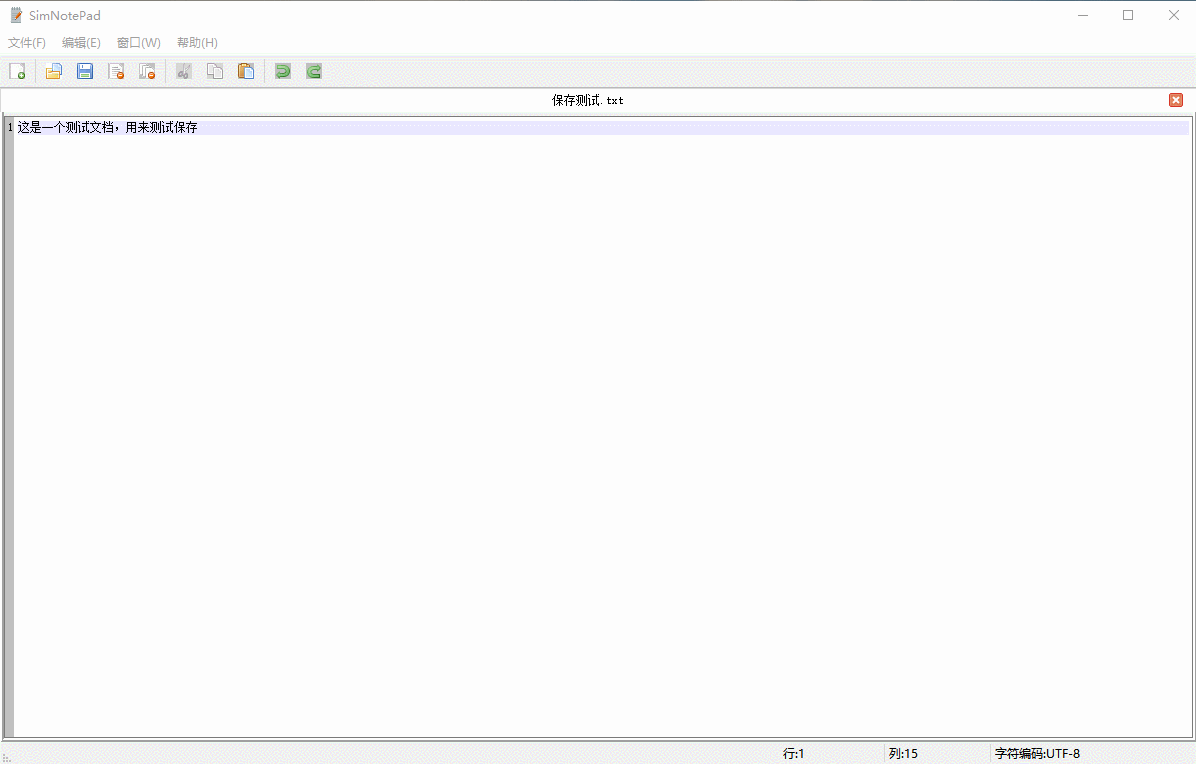 SimNotePad
文件(F) 编辑(E) 窗口(W) 帮助(H)
保存测试.txt
1 这是一个测试文档，用来测试保存
行:1 列:15 字符编码:UTF-8